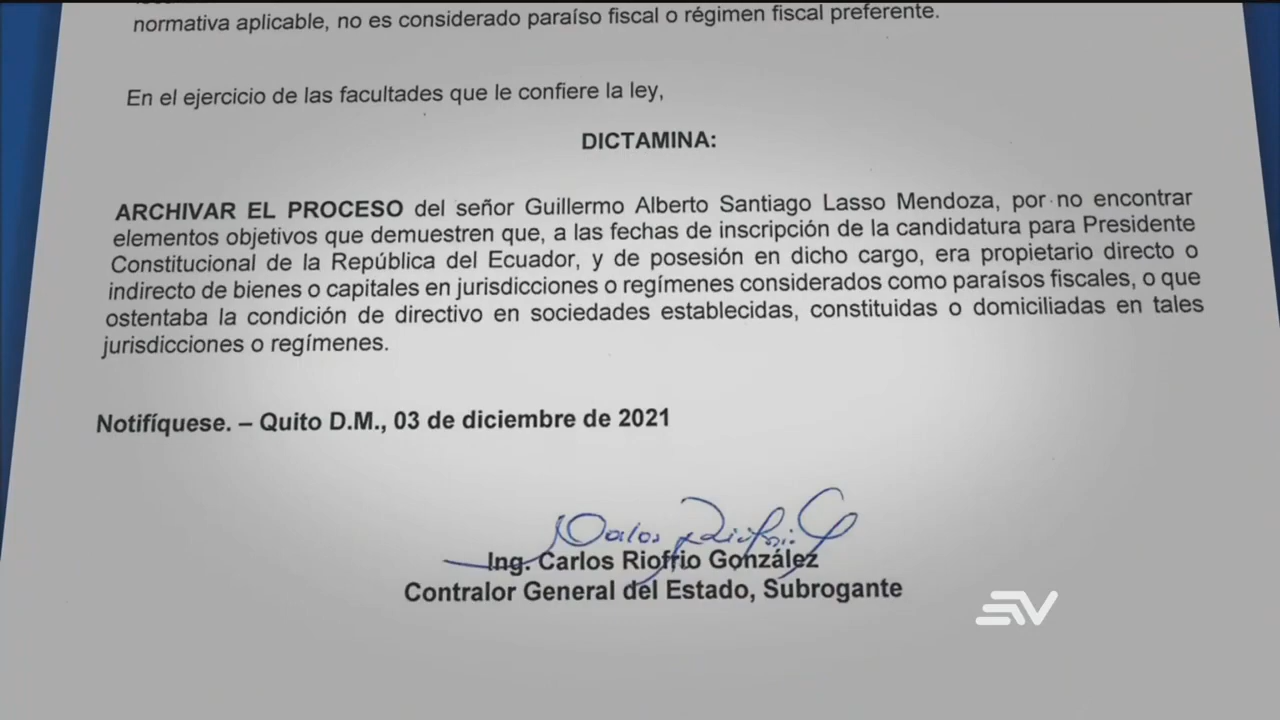 normativa aplicable, no es considerado paraíso fiscal o régimen fiscal preferente.
En el ejercicio de las facultades que le confiere la ley,
DICTAMINA:
ARCHIVAR EL PROCESO del señor Guillermo Alberto Santiago Lasso Mendoza, por no encontrar
elementos objetivos que demuestren que, a las fechas de inscripción de la candidatura para Presidente
Constitucional de la República del Ecuador, y de posesión en dicho cargo, era propietario directo o
indirecto de bienes o capitales en jurisdicciones o regímenes considerados como paraísos fiscales, o que
ostentaba la condición de directivo en sociedades establecidas, constituidas o domiciliadas en tales
jurisdicciones o regímenes.
Notifíquese. – Quito D.M., 03 de diciembre de 2021
Ing. Carlos Riofrio González
Contralor General del Estado, Subrogante